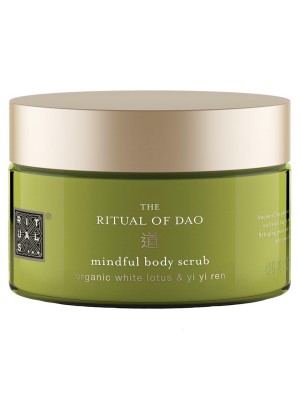 THE
RITUAL OF DAO
道
mindful body scrub
organic white lotus & yi yi ren
RITUALS...